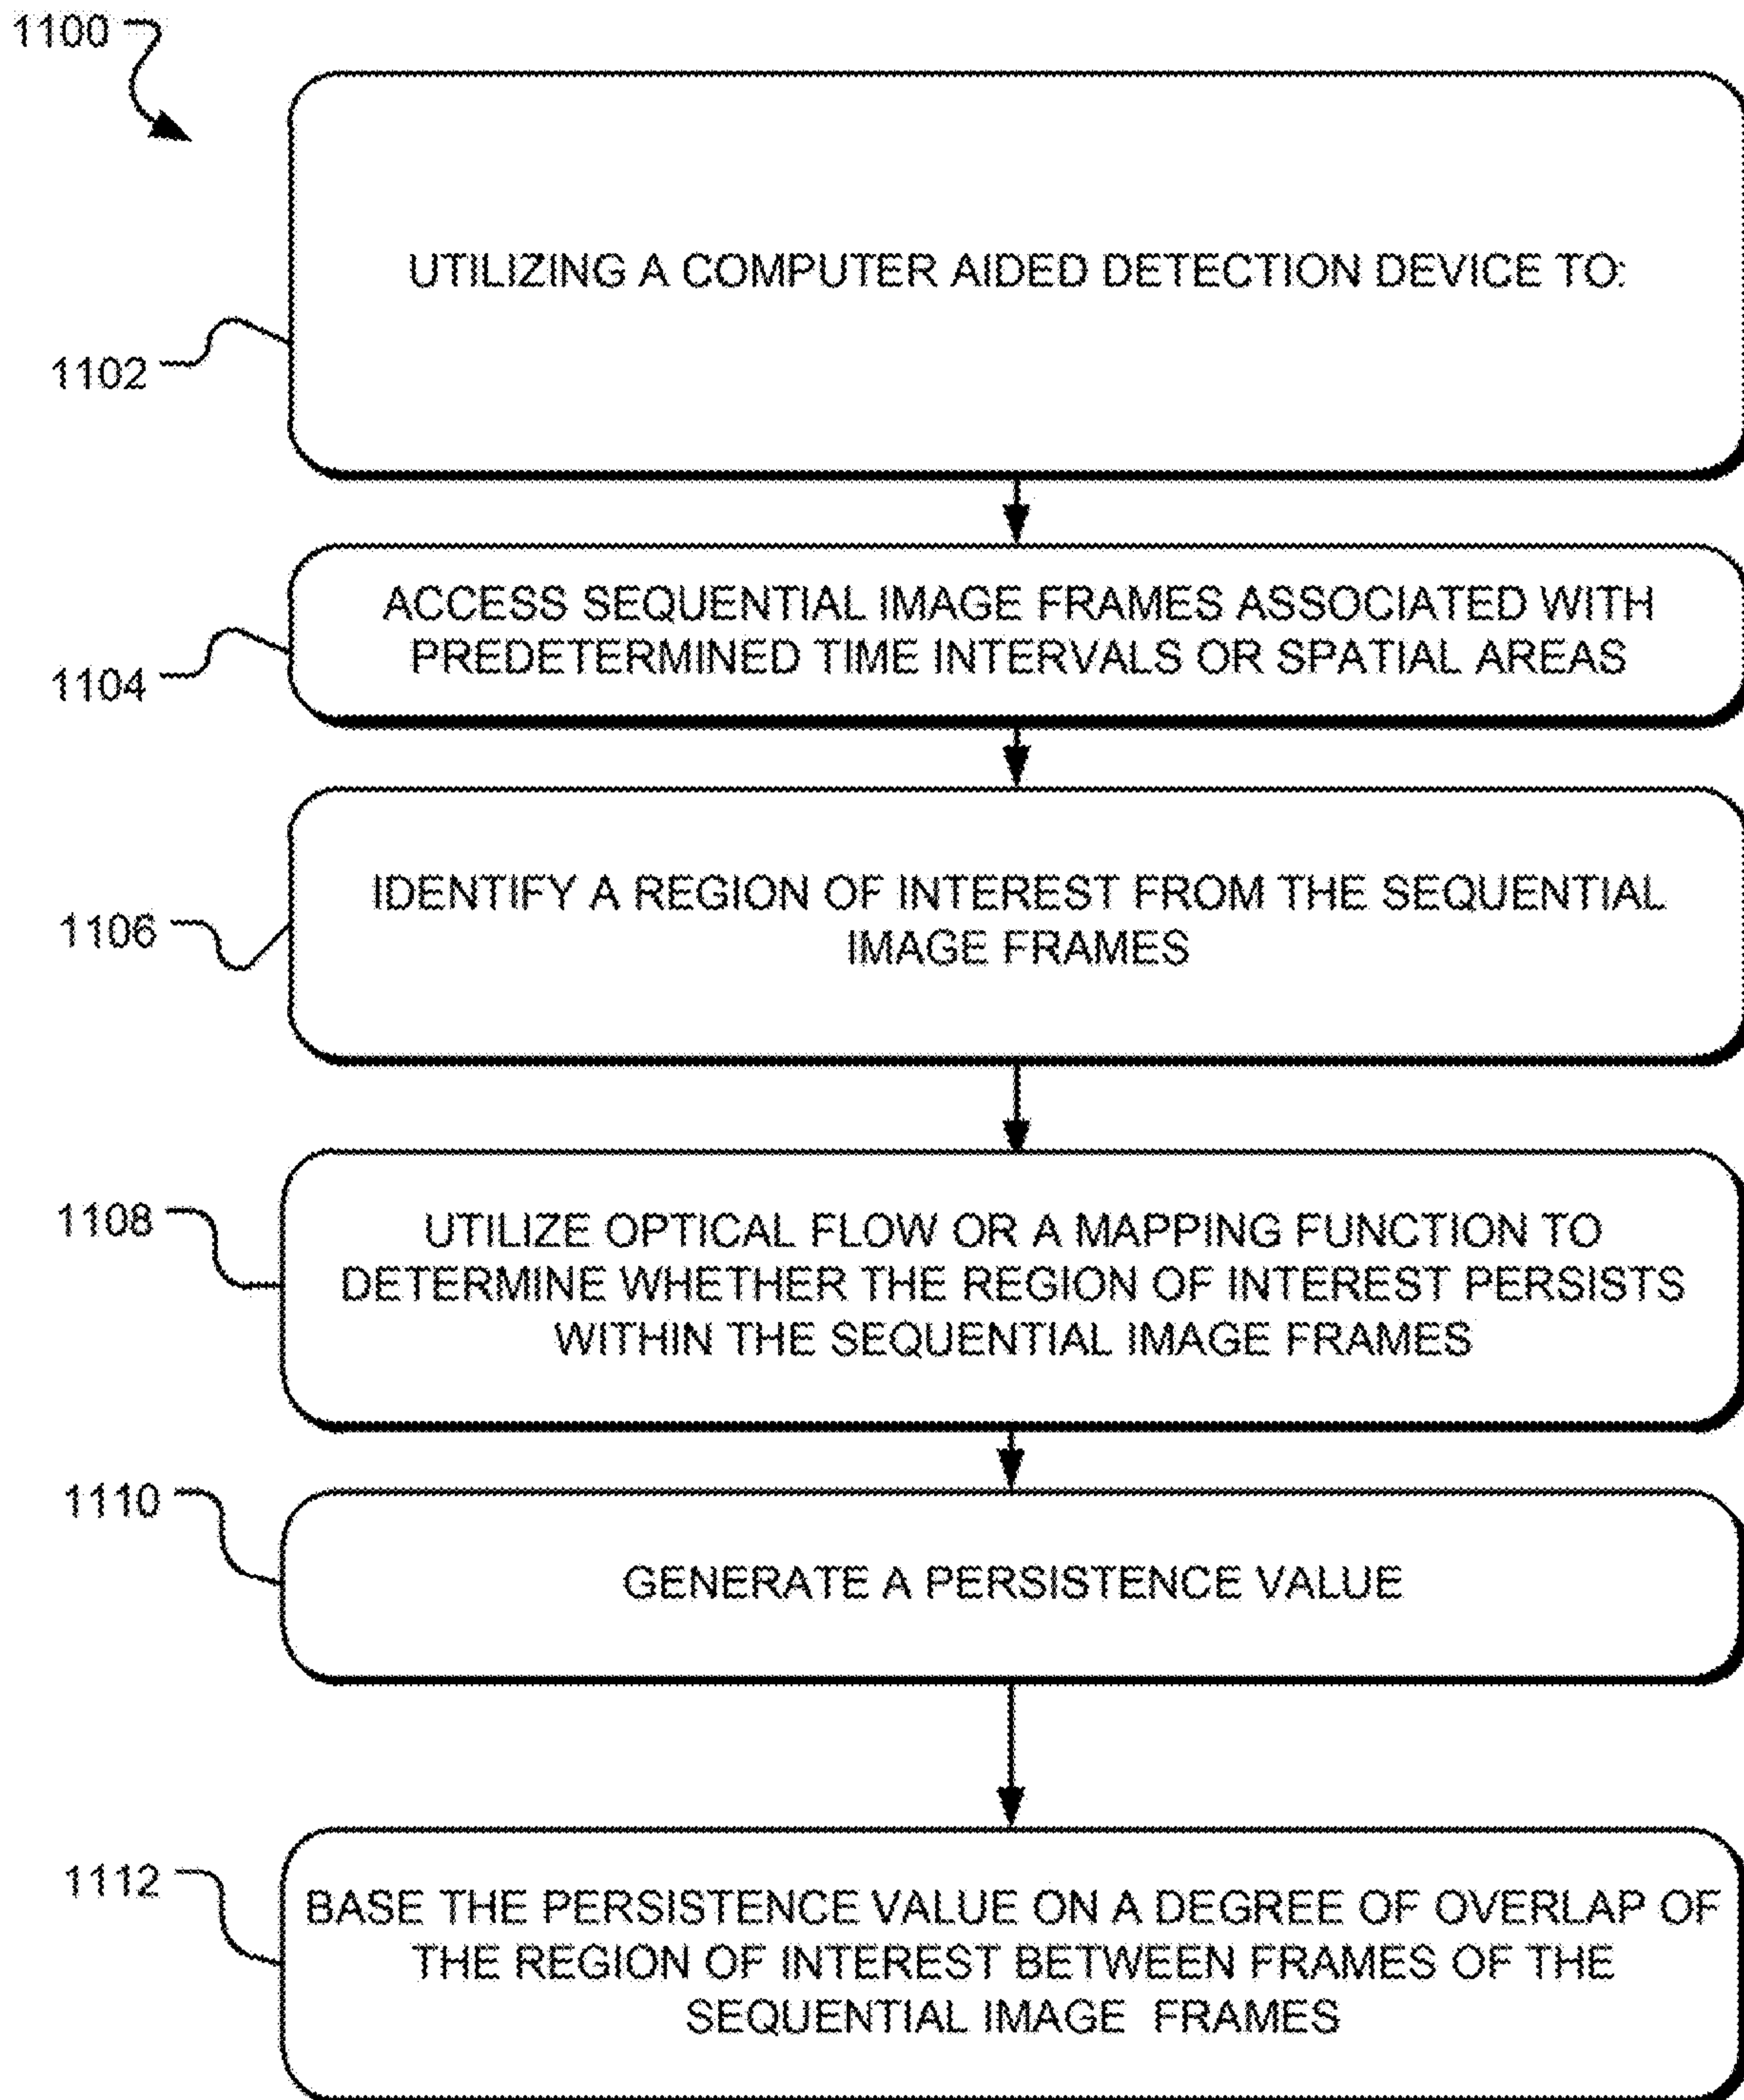 1100
UTILIZING A COMPUTER AIDED DETECTION DEVICE TO:
1102
ACCESS SEQUENTIAL IMAGE FRAMES ASSOCIATED WITH
PREDETERMINED TIME INTERVALS OR SPATIAL AREAS
1104
IDENTIFY A REGION OF INTEREST FROM THE SEQUENTIAL
IMAGE FRAMES
1106
1108
UTILIZE OPTICAL FLOW OR A MAPPING FUNCTION TO
DETERMINE WHETHER THE REGION OF INTEREST PERSISTS
WITHIN THE SEQUENTIAL IMAGE FRAMES
1110
GENERATE A PERSISTENCE VALUE
1112
BASE THE PERSISTENCE VALUE ON A DEGREE OF OVERLAP OF
THE REGION OF INTEREST BETWEEN FRAMES OF THE
SEQUENTIAL IMAGE FRAMES